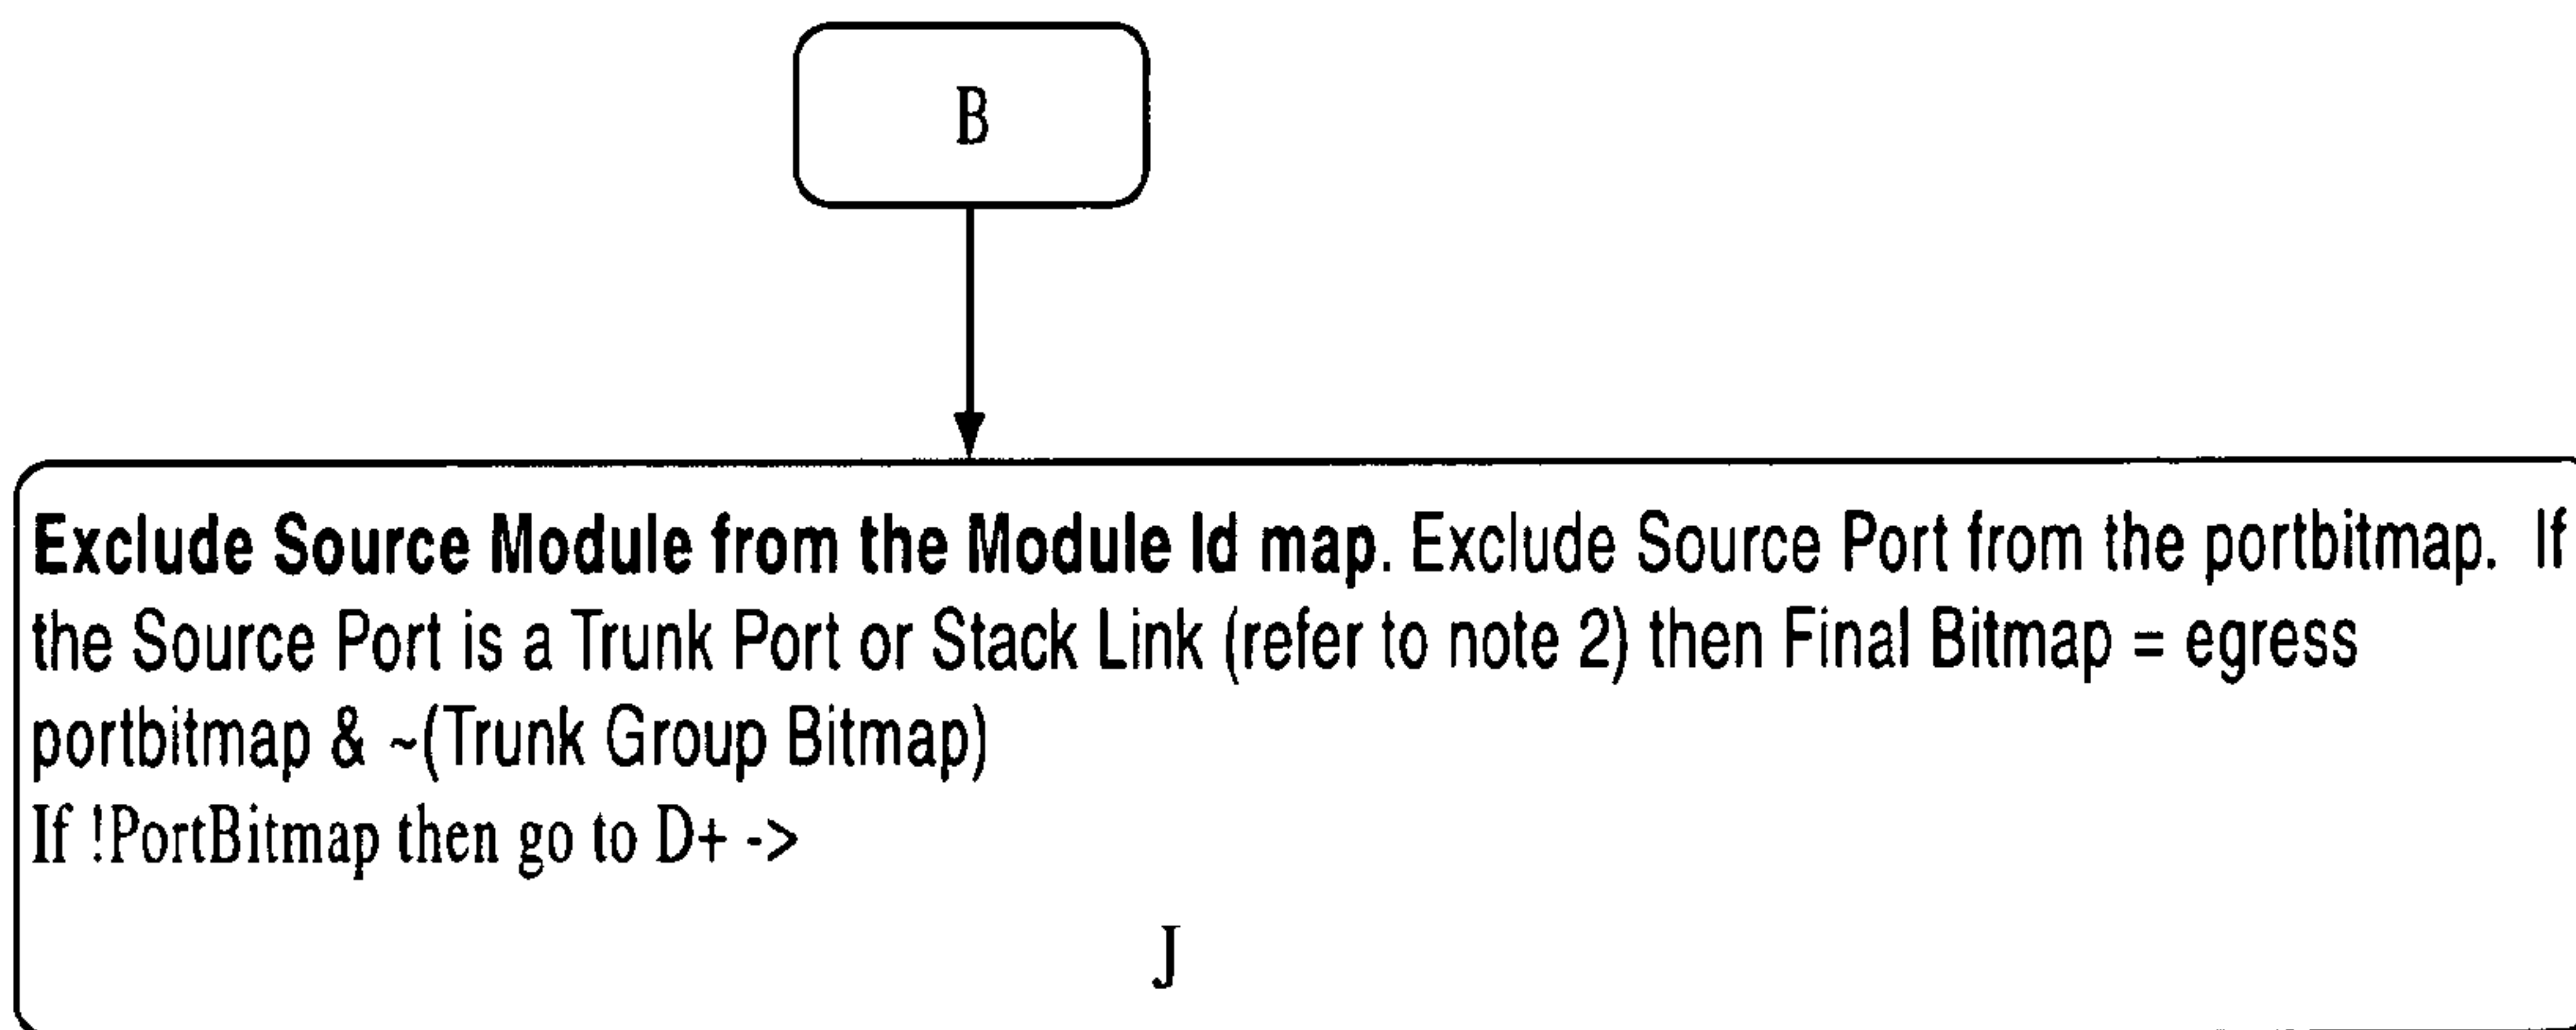 B
Exclude Source Module from the Module Id map. Exclude Source Port from the portbitmap. If
the Source Port is a Trunk Port or Stack Link (refer to note 2) then Final Bitmap = egress
portbitmap & ~(Trunk Group Bitmap)
If !PortBitmap then go to D+ ->
J